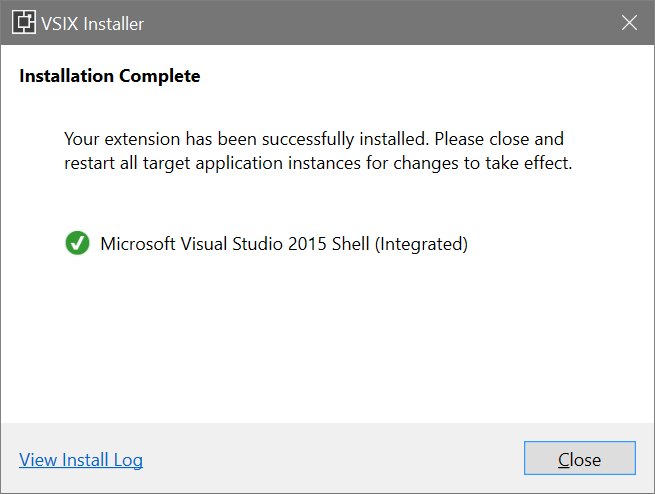 VSIX Installer
Installation Complete
Your extension has been successfully installed. Please close and
restart all target application instances for changes to take effect.
Microsoft Visual Studio 2015 Shell (Integrated)
View Install Log
Close